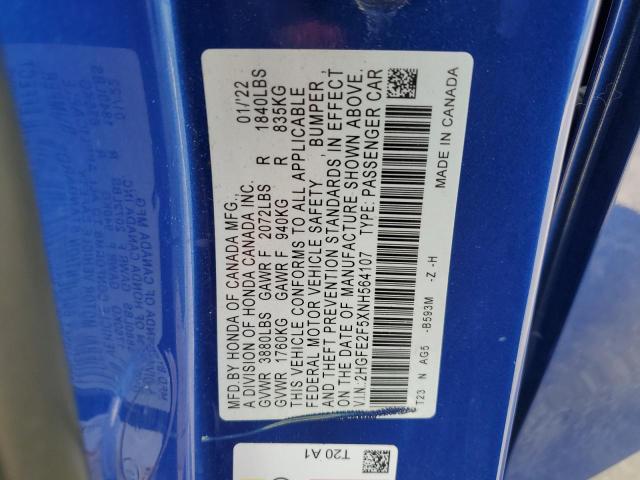 MFD.BY HONDA OF CANADA MFG., 01/'22
A DIVISION OF HONDA CANADA INC.
GVWR 3880LBS GAWR F 2072LBS R 1840LBS
GVWR 1760KG GAWR F 940KG R 835KG
THIS VEHICLE CONFORMS TO ALL APPLICABLE
FEDERAL MOTOR VEHICLE SAFETY, BUMPER,
AND THEFT PREVENTION STANDARDS IN EFFECT
ON THE DATE OF MANUFACTURE SHOWN ABOVE.
V.I.N.:2HGFE2F5XNH564107 TYPE: PASSENGER CAR
T23 N AG5 -B593M -Z -H
MADE IN CANADA
T20 A1